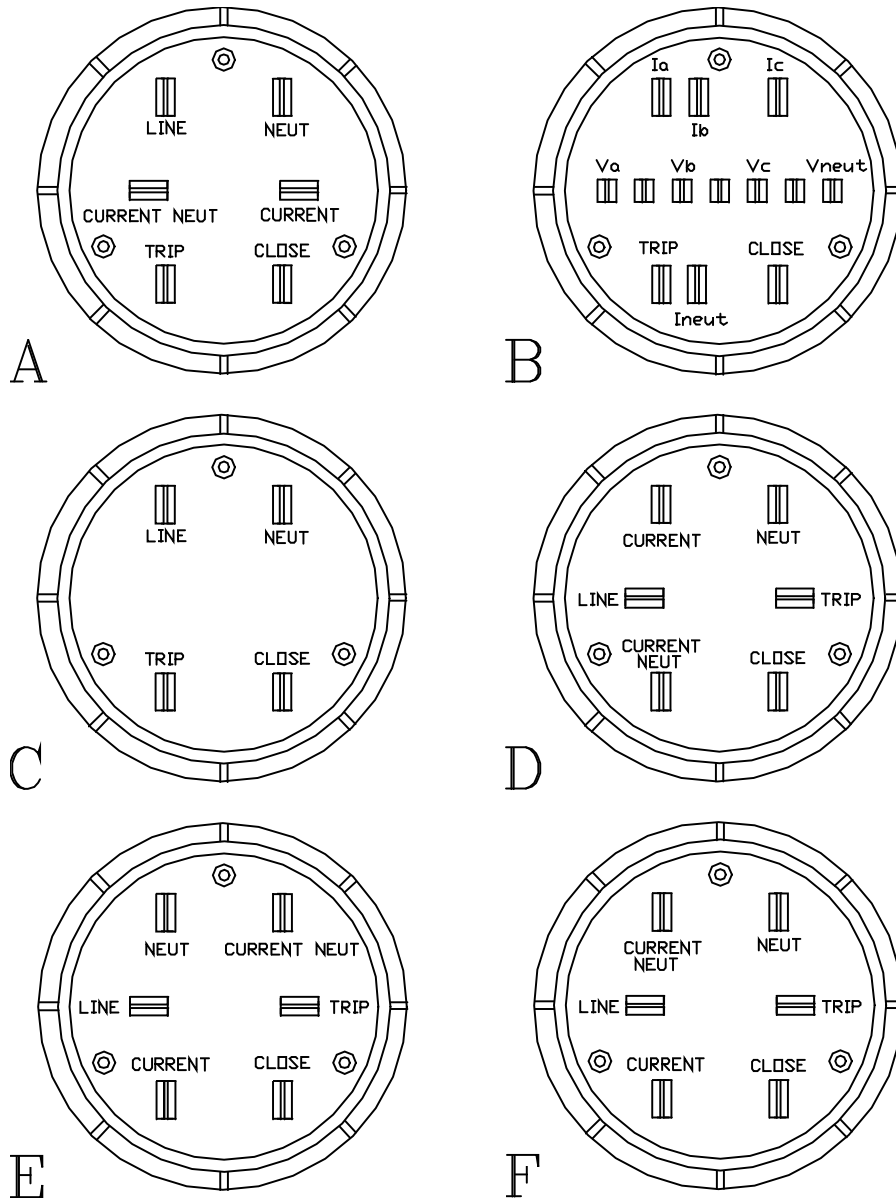 LINE NEUT
CURRENT NEUT CURRENT
TRIP CLOSE
A
Ia Ic
Ib
Va Vb Vc Vneut
TRIP CLOSE
Ineut
B
LINE NEUT
TRIP CLOSE
C
CURRENT NEUT
LINE TRIP
CURRENT
NEUT
CLOSE
D
NEUT CURRENT NEUT
LINE TRIP
CURRENT CLOSE
E
CURRENT
NEUT
NEUT
LINE TRIP
CURRENT CLOSE
F